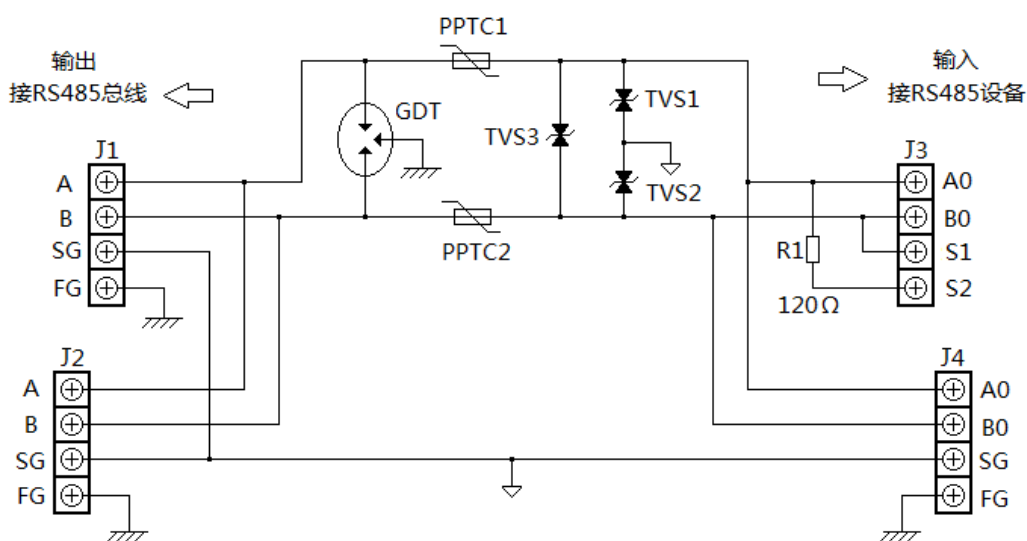 PPTC1
输出
接RS485总线
输入
接RS485设备
GDT
TVS1
TVS3
TVS2
PPTC2
J1
A
B
SG
FG
J3
A0
B0
S1
S2
R1
120Ω
J2
A
B
SG
FG
J4
A0
B0
SG
FG